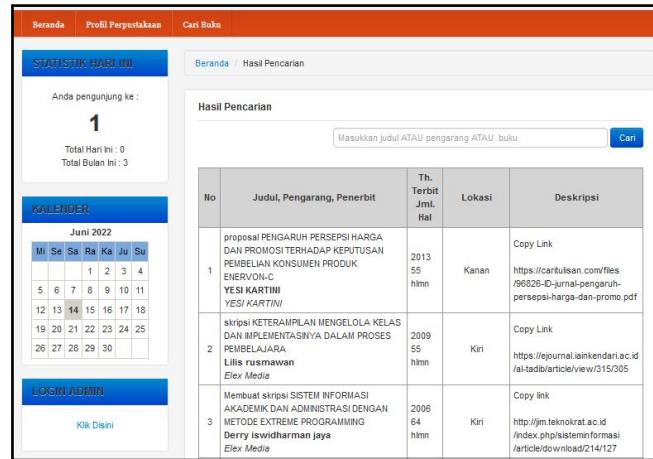 Beranda Profil Perpustakaan Cari Buku
STATISTIK HARI INI
Anda pengunjung ke :
1
Total Hari Ini : 0
Total Bulan Ini : 3
KALENDER
Juni 2022
Mi Se Sa Ra Ka Ju Su
1 2 3 4
5 6 7 8 9 10 11
12 13 14 15 16 17 18
19 20 21 22 23 24 25
26 27 28 29 30
LOGIN ADMIN
Klik Disini
Beranda / Hasil Pencarian
Hasil Pencarian
Masukkan judul ATAU pengarang ATAU buku Cari
No
Judul, Pengarang, Penerbit
Th.
Terbit
Jml.
Hal
Lokasi
Deskripsi
1
proposal PENGARUH PERSEPSI HARGA
DAN PROMOSI TERHADAP KEPUTUSAN
PEMBELIAN KONSUMEN PRODUK
ENERVON-C
YESI KARTINI
YESI KARTINI
2013
55
hlmn
Kanan
Copy Link
https://caritulisan.com/files
/96826-ID-jurnal-pengaruh-
persepsi-harga-dan-promo.pdf
2
skripsi KETERAMPILAN MENGELOLA KELAS
DAN IMPLEMENTASINYA DALAM PROSES
PEMBELAJARA
Lilis rusmawan
Elex Media
2009
55
hlmn
Kiri
Copy Link
https://ejournal.iainkendari.ac.id
/al-tadib/article/view/315/305
3
Membuat skripsi SISTEM INFORMASI
AKADEMIK DAN ADMINISTRASI DENGAN
METODE EXTREME PROGRAMMING
Derry iswidharman jaya
Elex Media
2006
64
hlmn
Kiri
Copy link
http://jim.teknokrat.ac.id
/index.php/sisteminformasi
/article/download/214/127